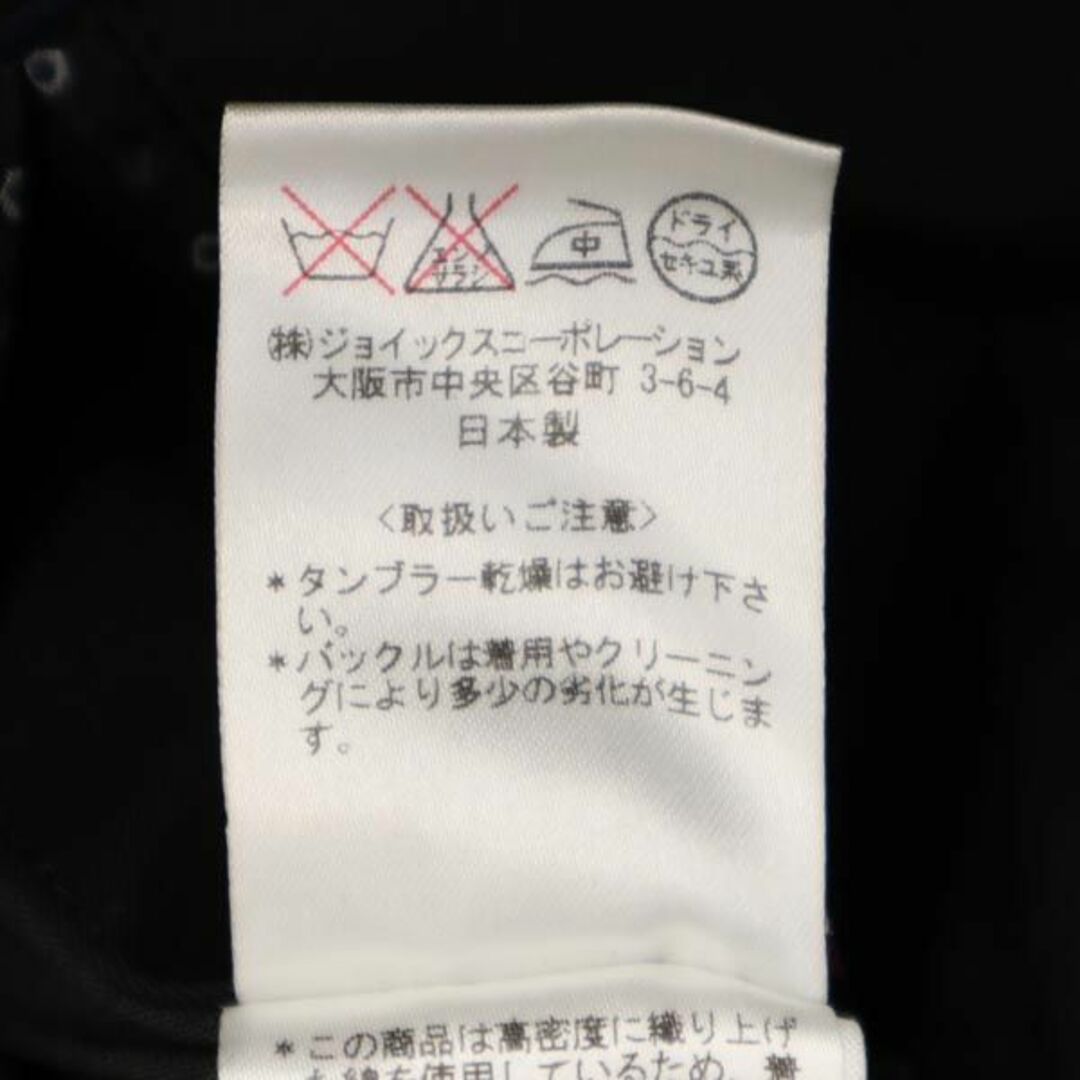 エンソ
サラシ
中
ドライ
セキユ系
㈱ジョイックスコーポレーション
大阪市中央区谷町 3-6-4
日本製
〈取扱いご注意〉
*タンブラー乾燥はお避け下さ
い。
*バックルは着用やクリーニン
グにより多少の劣化が生じま
す。
*この商品は高密度に織り上げ
を使用しているため、着